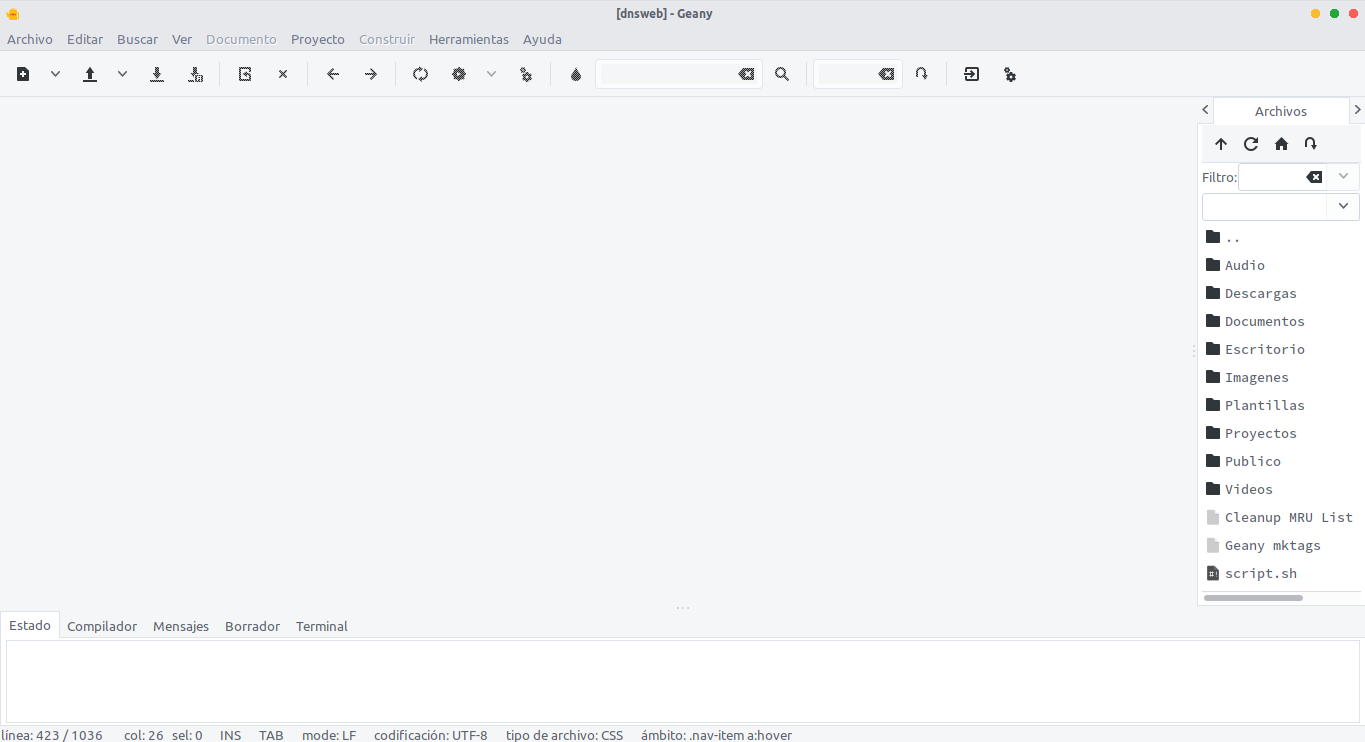 [dnsweb] - Geany
Archivo Editar Buscar Ver Documento Proyecto Construir Herramientas Ayuda
Archivos
Filtro:
..
Audio
Descargas
Documentos
Escritorio
Imagenes
Plantillas
Proyectos
Publico
Videos
Cleanup MRU List
Geany mktags
script.sh
Estado Compilador Mensajes Borrador Terminal
línea: 423 / 1036 col: 26 sel: 0 INS TAB mode: LF codificación: UTF-8 tipo de archivo: CSS ámbito: .nav-item a:hover